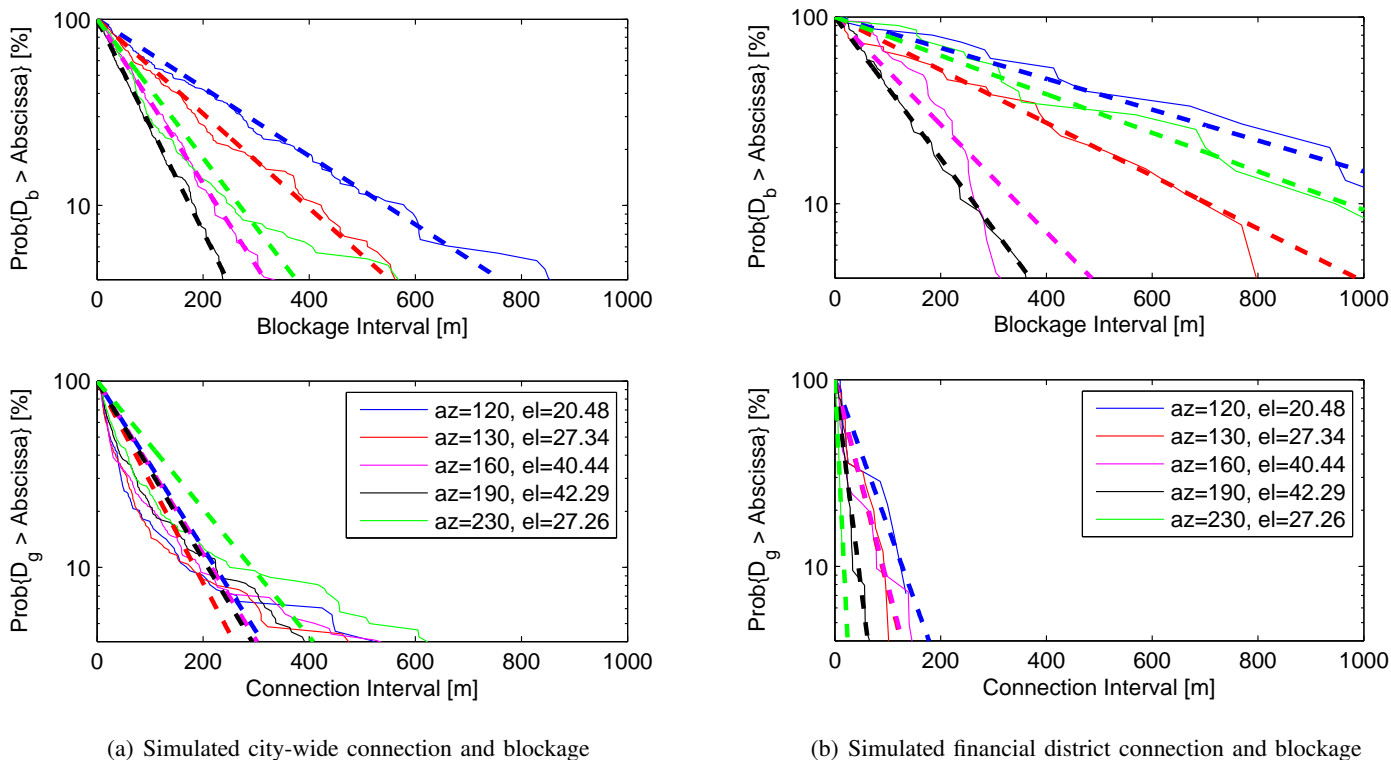 100
10
Prob{D_b > Abscissa} [%]
0 200 400 600 800 1000
Blockage Interval [m]
100
10
Prob{D_g > Abscissa} [%]
0 200 400 600 800 1000
Connection Interval [m]
az=120, el=20.48
az=130, el=27.34
az=160, el=40.44
az=190, el=42.29
az=230, el=27.26
(a) Simulated city-wide connection and blockage
100
10
Prob{D_b > Abscissa} [%]
0 200 400 600 800 1000
Blockage Interval [m]
100
10
Prob{D_g > Abscissa} [%]
0 200 400 600 800 1000
Connection Interval [m]
az=120, el=20.48
az=130, el=27.34
az=160, el=40.44
az=190, el=42.29
az=230, el=27.26
(b) Simulated financial district connection and blockage